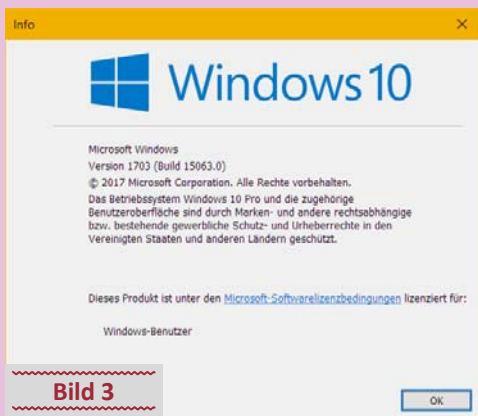 Info
Windows 10
Microsoft Windows
Version 1703 (Build 15063.0)
© 2017 Microsoft Corporation. Alle Rechte vorbehalten.
Das Betriebssystem Windows 10 Pro und die zugehörige
Benutzeroberfläche sind durch Marken- und andere rechtsabhängige
bzw. bestehende gewerbliche Schutz- und Urheberrechte in den
Vereinigten Staaten und anderen Ländern geschützt.
Dieses Produkt ist unter den Microsoft-Softwarelizenzbedingungen lizenziert für:
Windows-Benutzer
Bild 3
OK